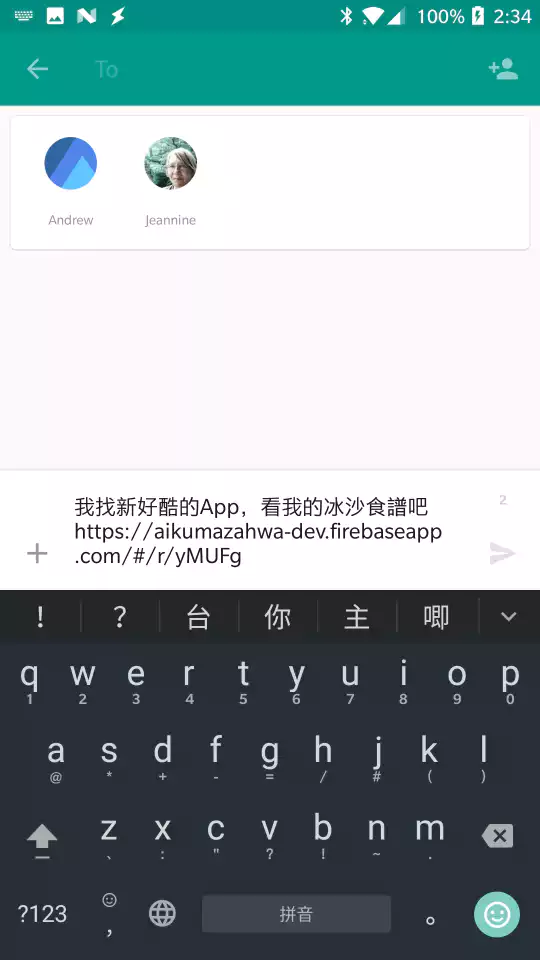 100% 2:34
To
Andrew Jeannine
我找新好酷的App，看我的冰沙食譜吧
https://aikumazahwa-dev.firebaseapp
.com/#/r/yMUFg
2
! ? 台 你 主 唧
q w e r t y u i o p
1 2 3 4 5 6 7 8 9 0
a s d f g h j k l
@ * + - = / # ( )
z x c v b n m
、 : " ? ! ~ .
?123 , 拼音 。